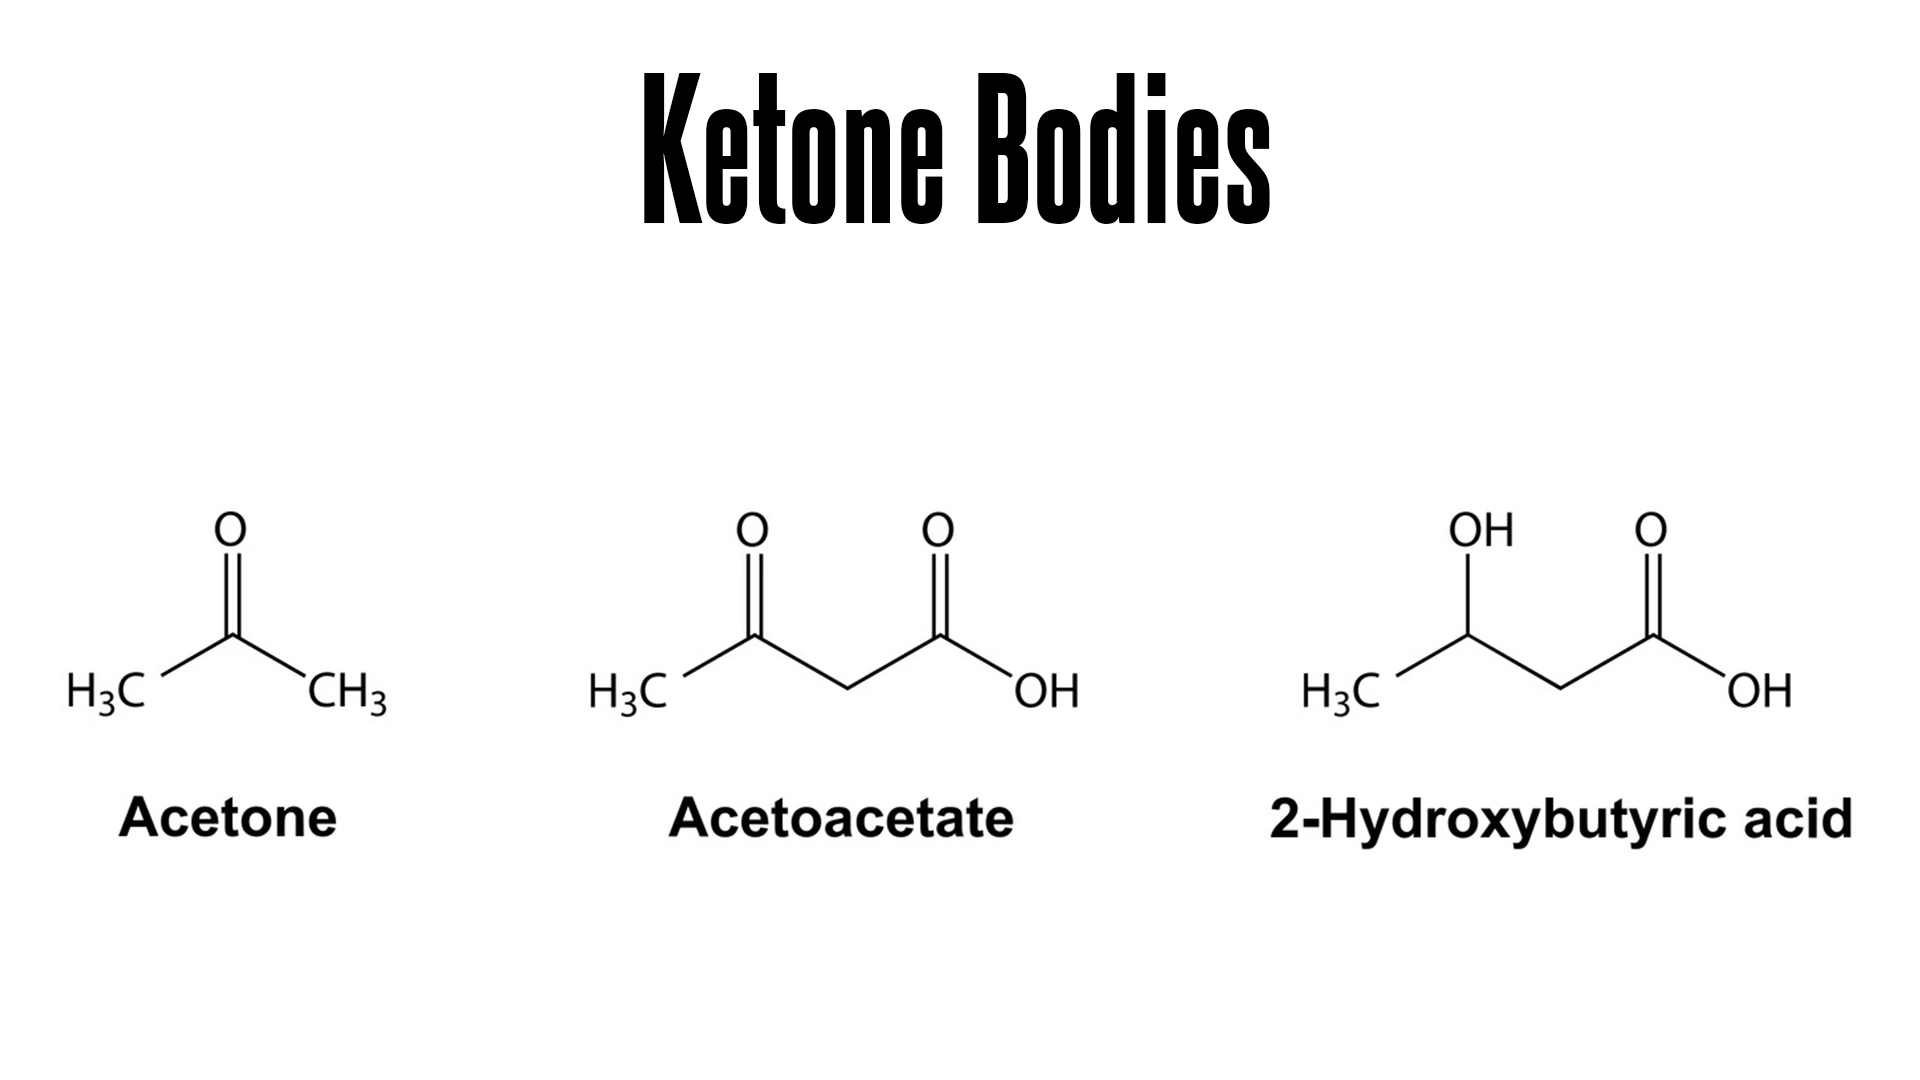 Ketone Bodies
O
H₃C CH₃
O O
H₃C OH
OH O
H₃C OH
Acetone
Acetoacetate
2-Hydroxybutyric acid